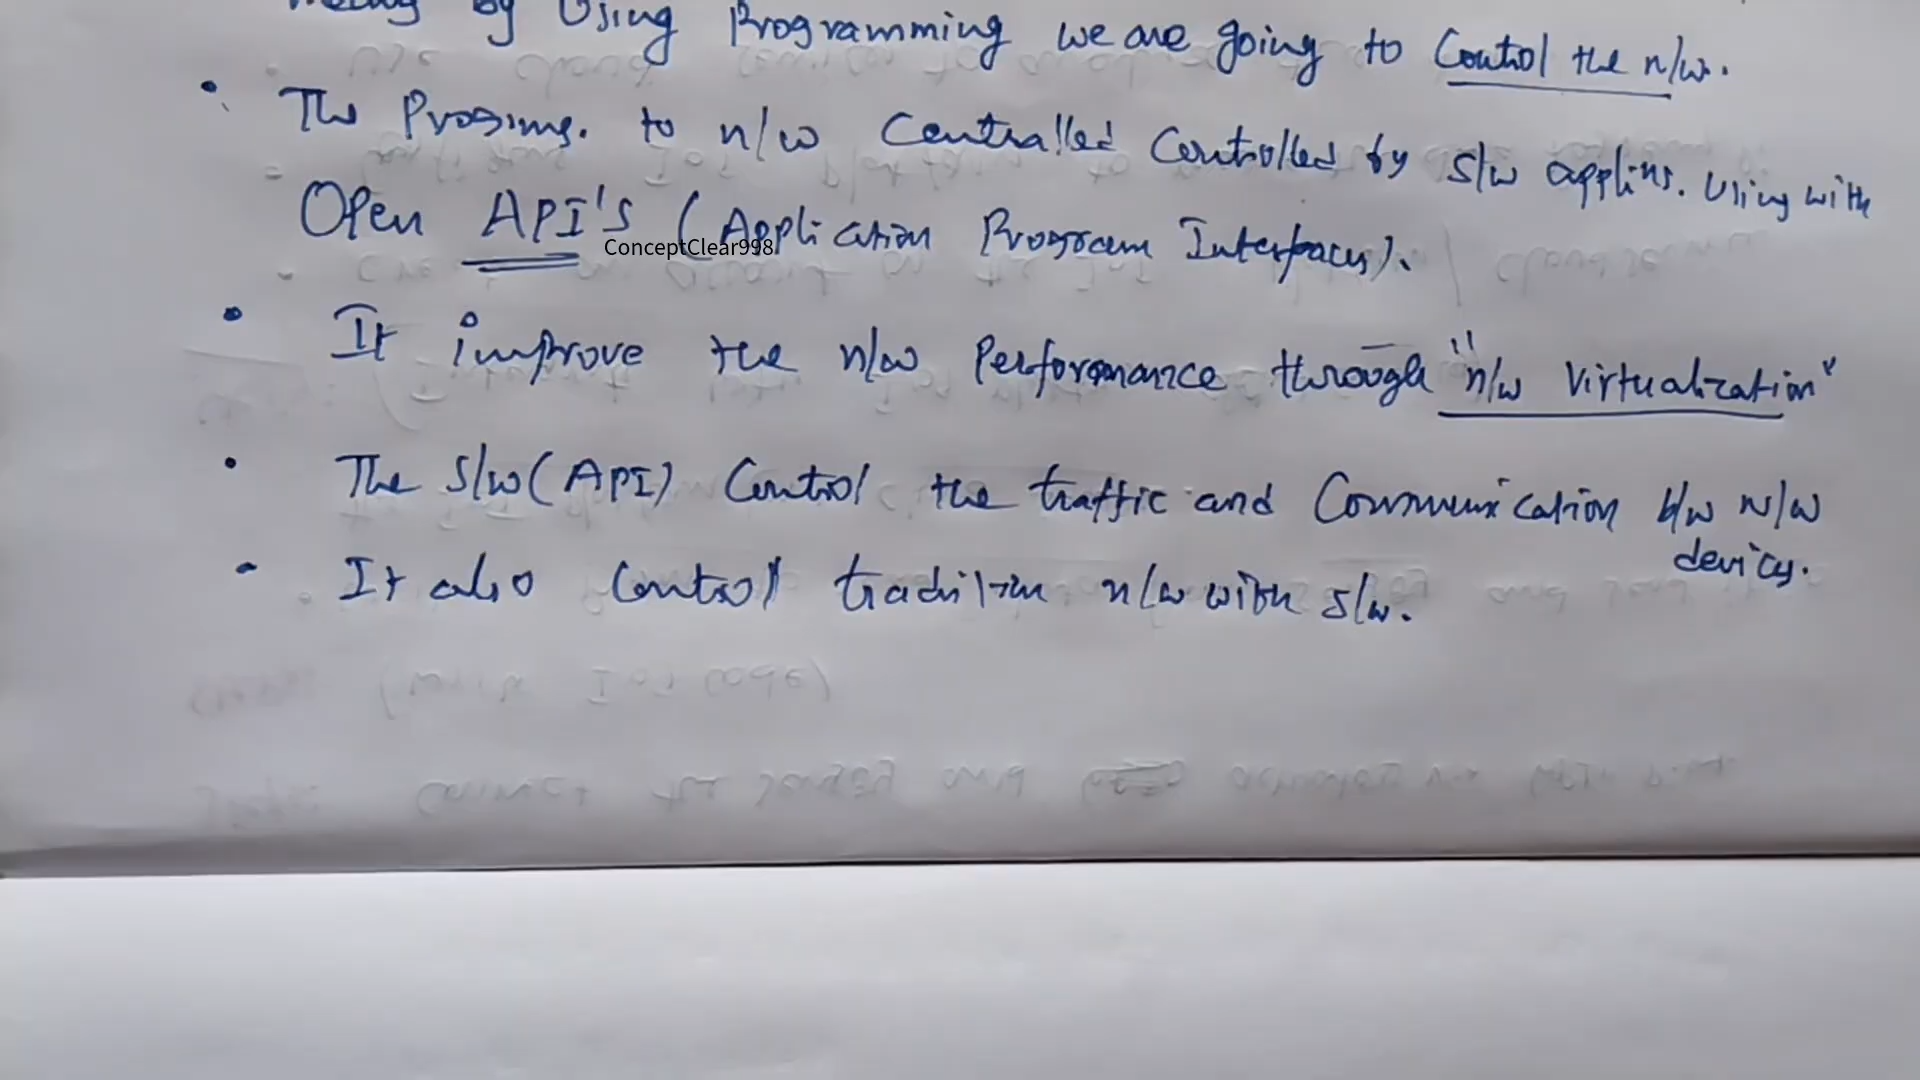 by Using Programming we are going to Control the n/w.
• The Progrms. to n/w Centralled Controlled by s/w applins. Using with
Open API's (Application Program Interfaces).
ConceptClear998
• It improve the n/w Performance through "n/w Virtualization"
• The S/w (API) Control the traffic and Communication b/w N/w
devices.
• It also Control tradition n/w with s/w.